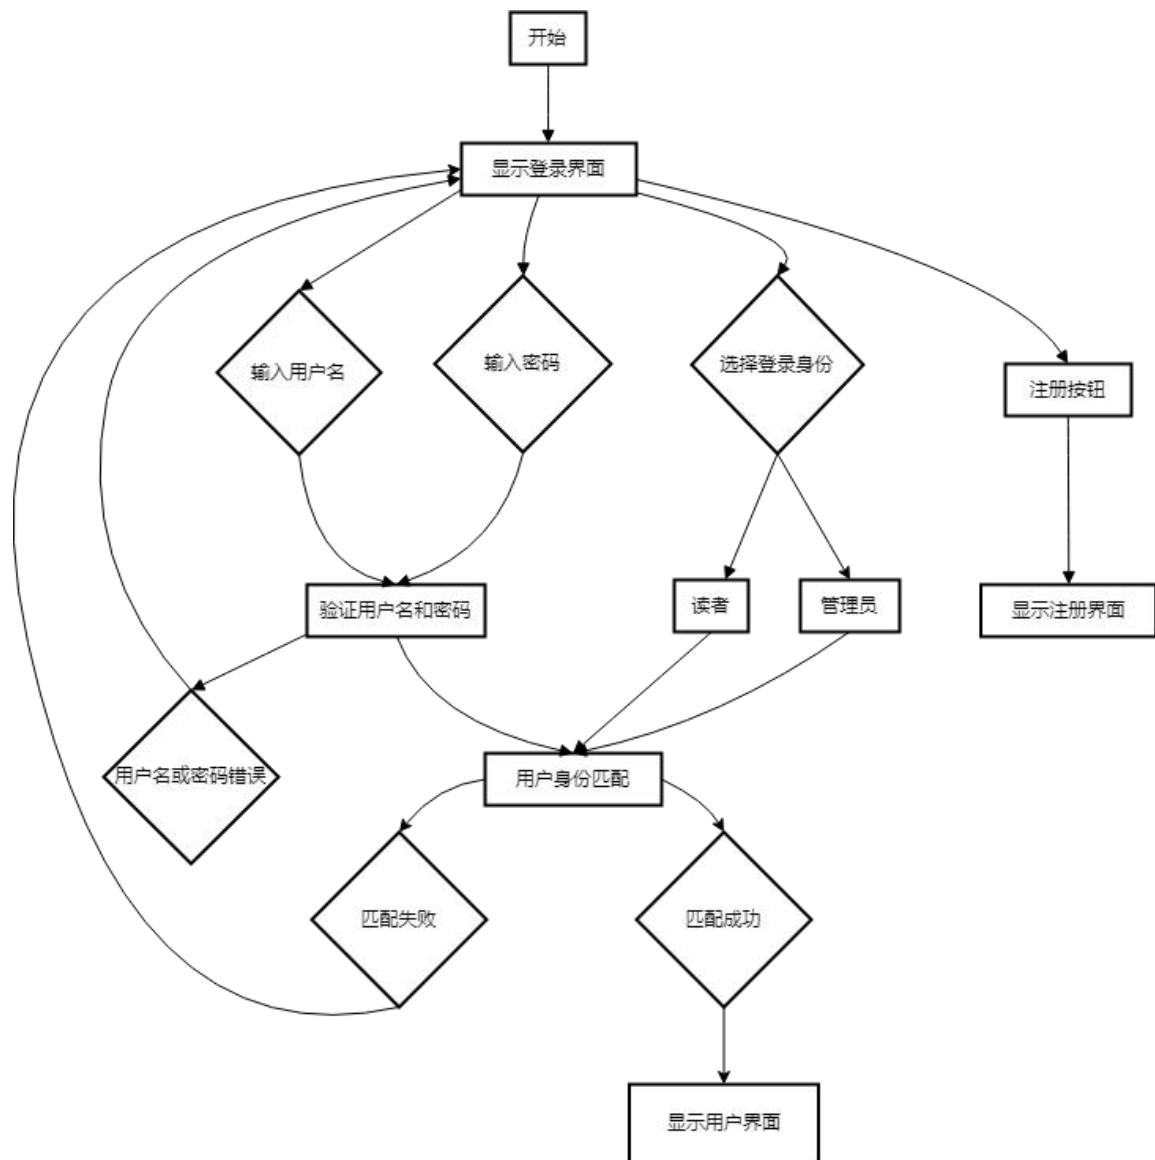 开始
显示登录界面
输入用户名
输入密码
选择登录身份
注册按钮
验证用户名和密码
读者
管理员
显示注册界面
用户名或密码错误
用户身份匹配
匹配失败
匹配成功
显示用户界面